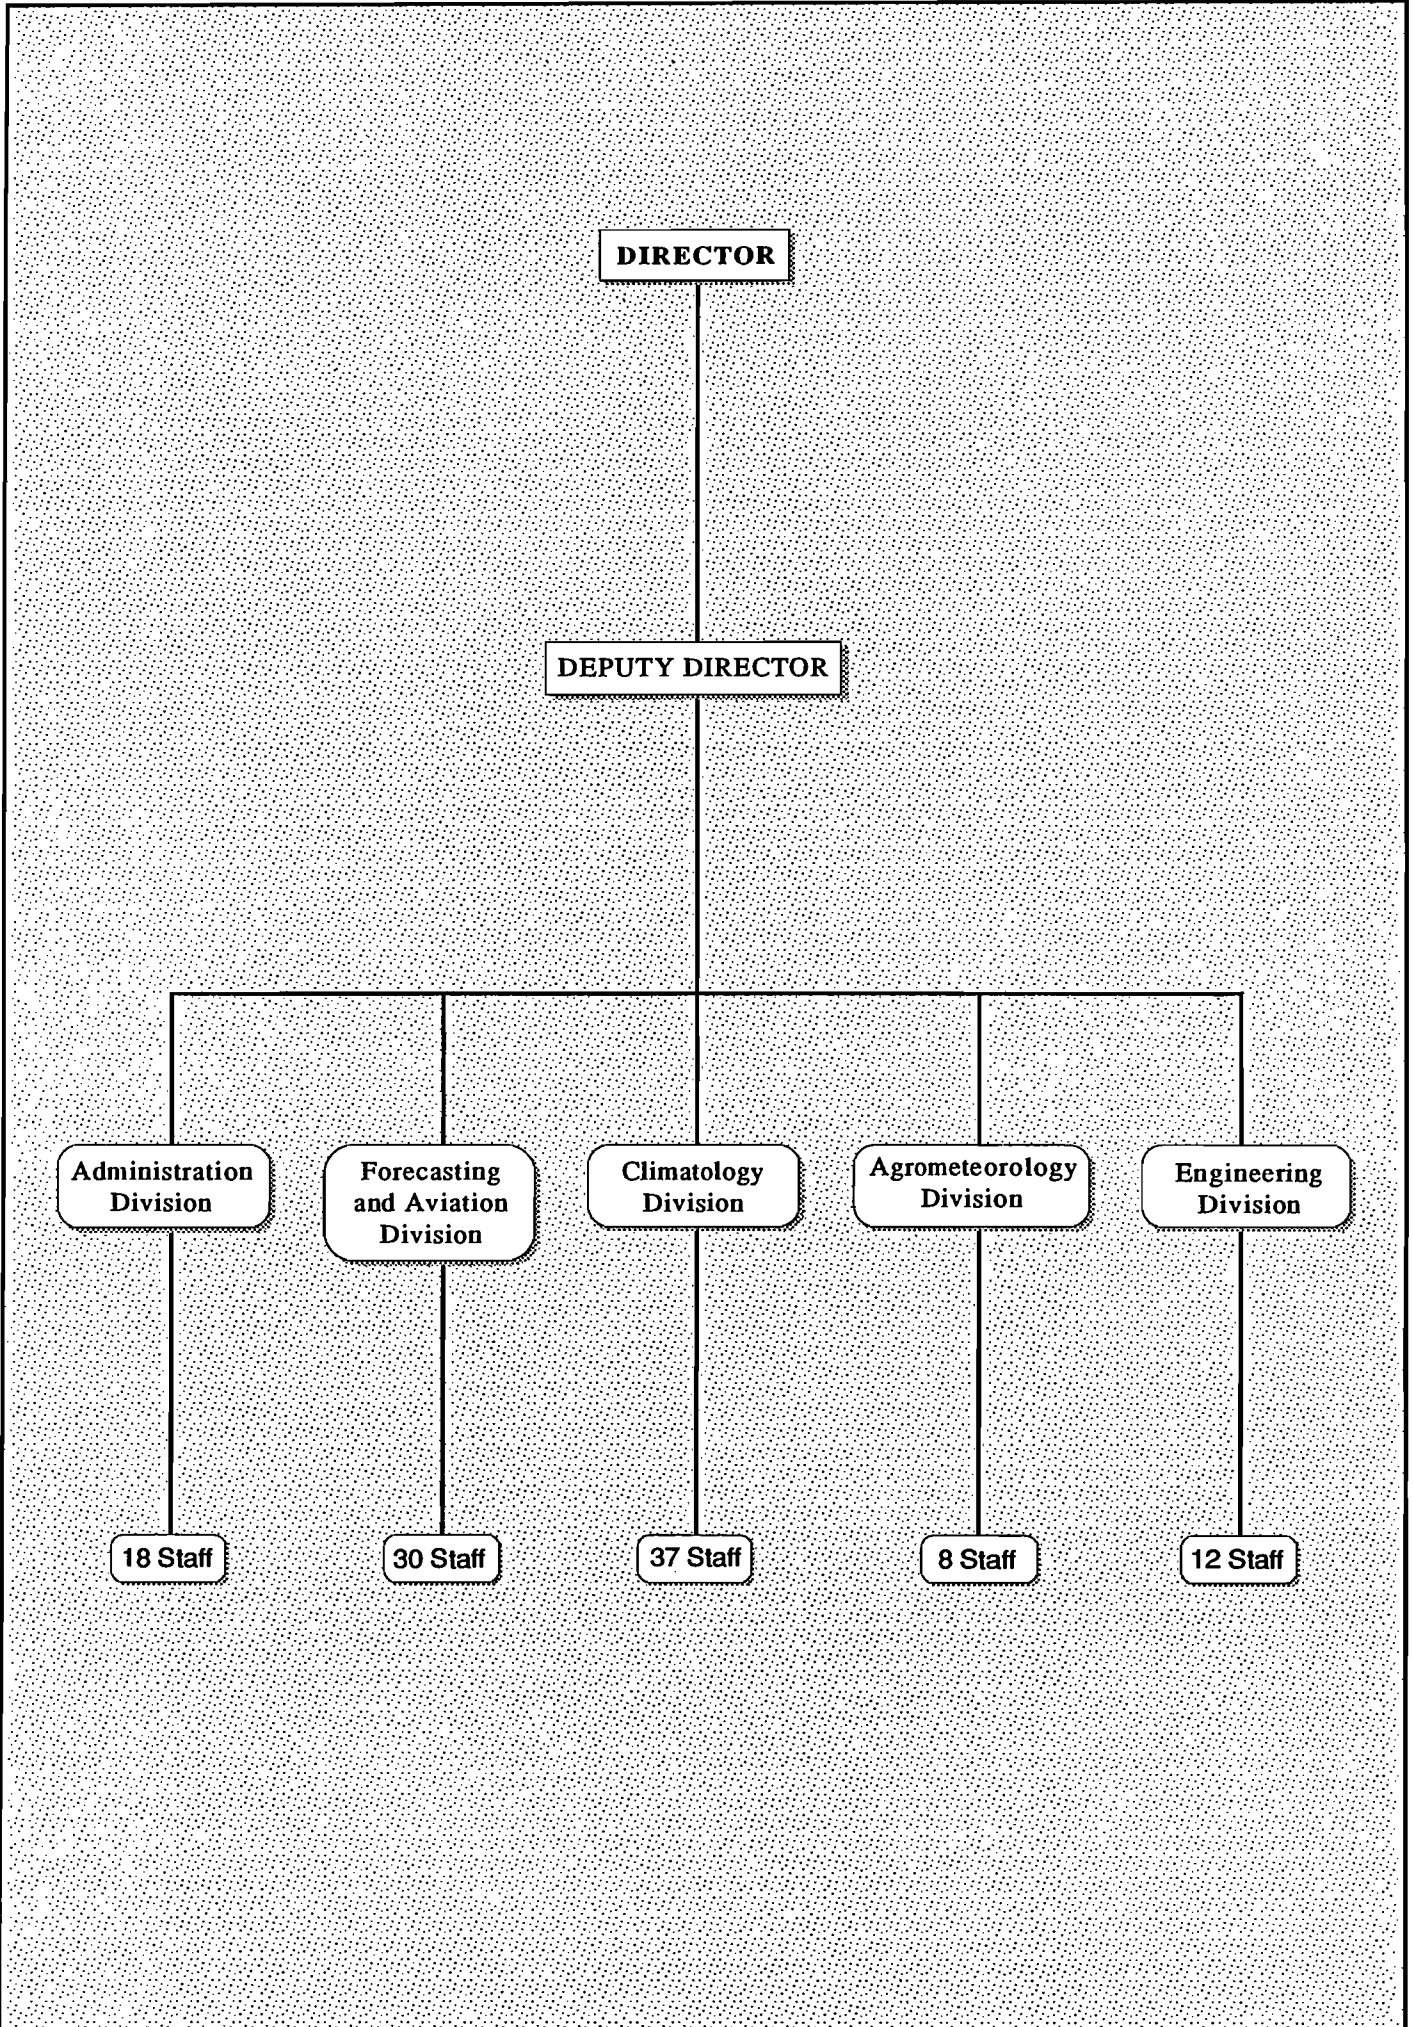 DIRECTOR
DEPUTY DIRECTOR
Administration
Division
Forecasting
and Aviation
Division
Climatology
Division
Agrometeorology
Division
Engineering
Division
18 Staff
30 Staff
37 Staff
8 Staff
12 Staff